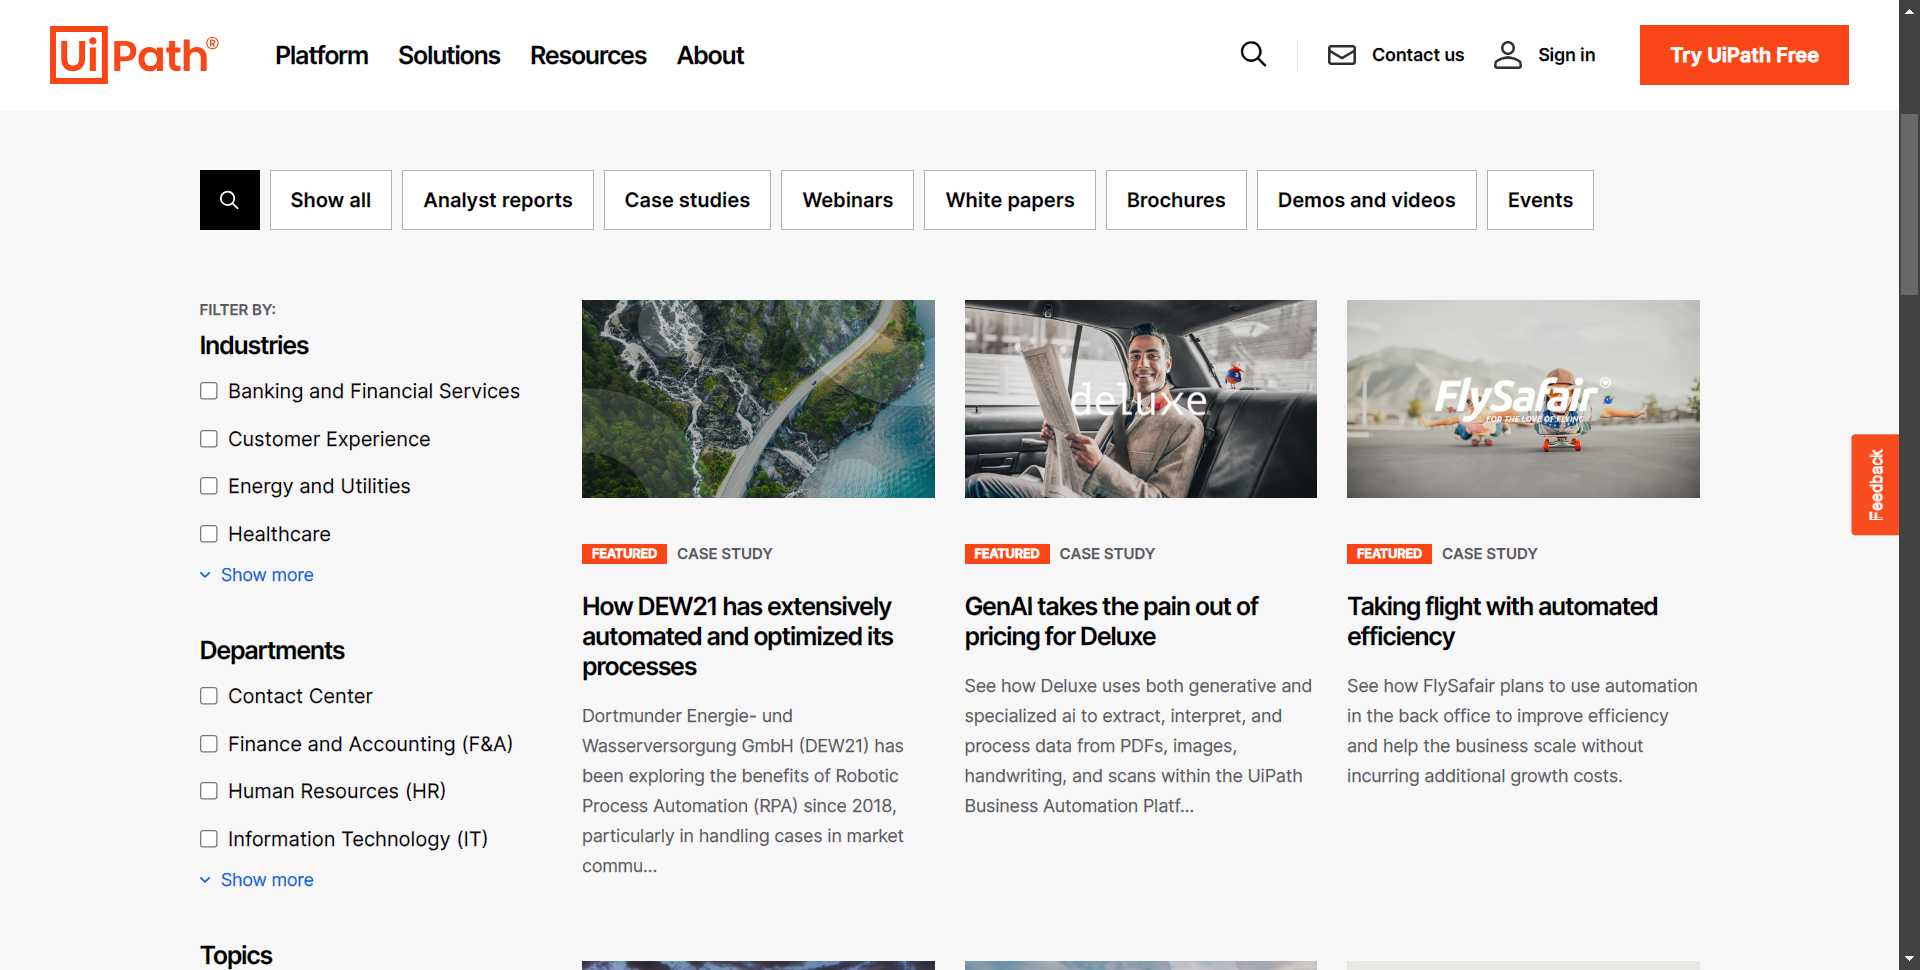 UiPath®
Platform
Solutions
Resources
About
Contact us
Sign in
Try UiPath Free
Show all
Analyst reports
Case studies
Webinars
White papers
Brochures
Demos and videos
Events
FILTER BY:
Industries
Banking and Financial Services
Customer Experience
Energy and Utilities
Healthcare
Show more
Departments
Contact Center
Finance and Accounting (F&A)
Human Resources (HR)
Information Technology (IT)
Show more
Topics
FEATURED CASE STUDY
How DEW21 has extensively
automated and optimized its
processes
Dortmunder Energie- und
Wasserversorgung GmbH (DEW21) has
been exploring the benefits of Robotic
Process Automation (RPA) since 2018,
particularly in handling cases in market
commu...
deluxe
FEATURED CASE STUDY
GenAI takes the pain out of
pricing for Deluxe
See how Deluxe uses both generative and
specialized ai to extract, interpret, and
process data from PDFs, images,
handwriting, and scans within the UiPath
Business Automation Platf...
FlySafair
FOR THE LOVE OF FLYING
FEATURED CASE STUDY
Taking flight with automated
efficiency
See how FlySafair plans to use automation
in the back office to improve efficiency
and help the business scale without
incurring additional growth costs.
Feedback